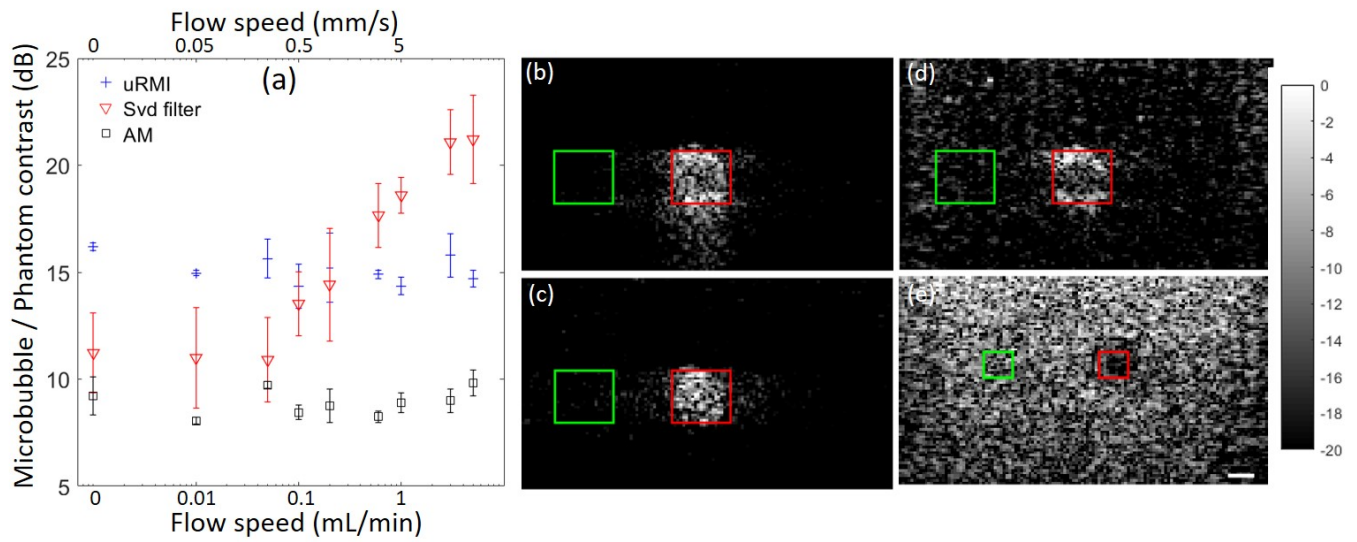 Flow speed (mm/s)
0 0.05 0.5 5
Microbubble / Phantom contrast (dB)
25
20
15
10
5
(a)
uRMI
Svd filter
AM
0 0.01 0.1 1
Flow speed (mL/min)
(b)
(c)
(d)
(e)
0
-2
-4
-6
-8
-10
-12
-14
-16
-18
-20